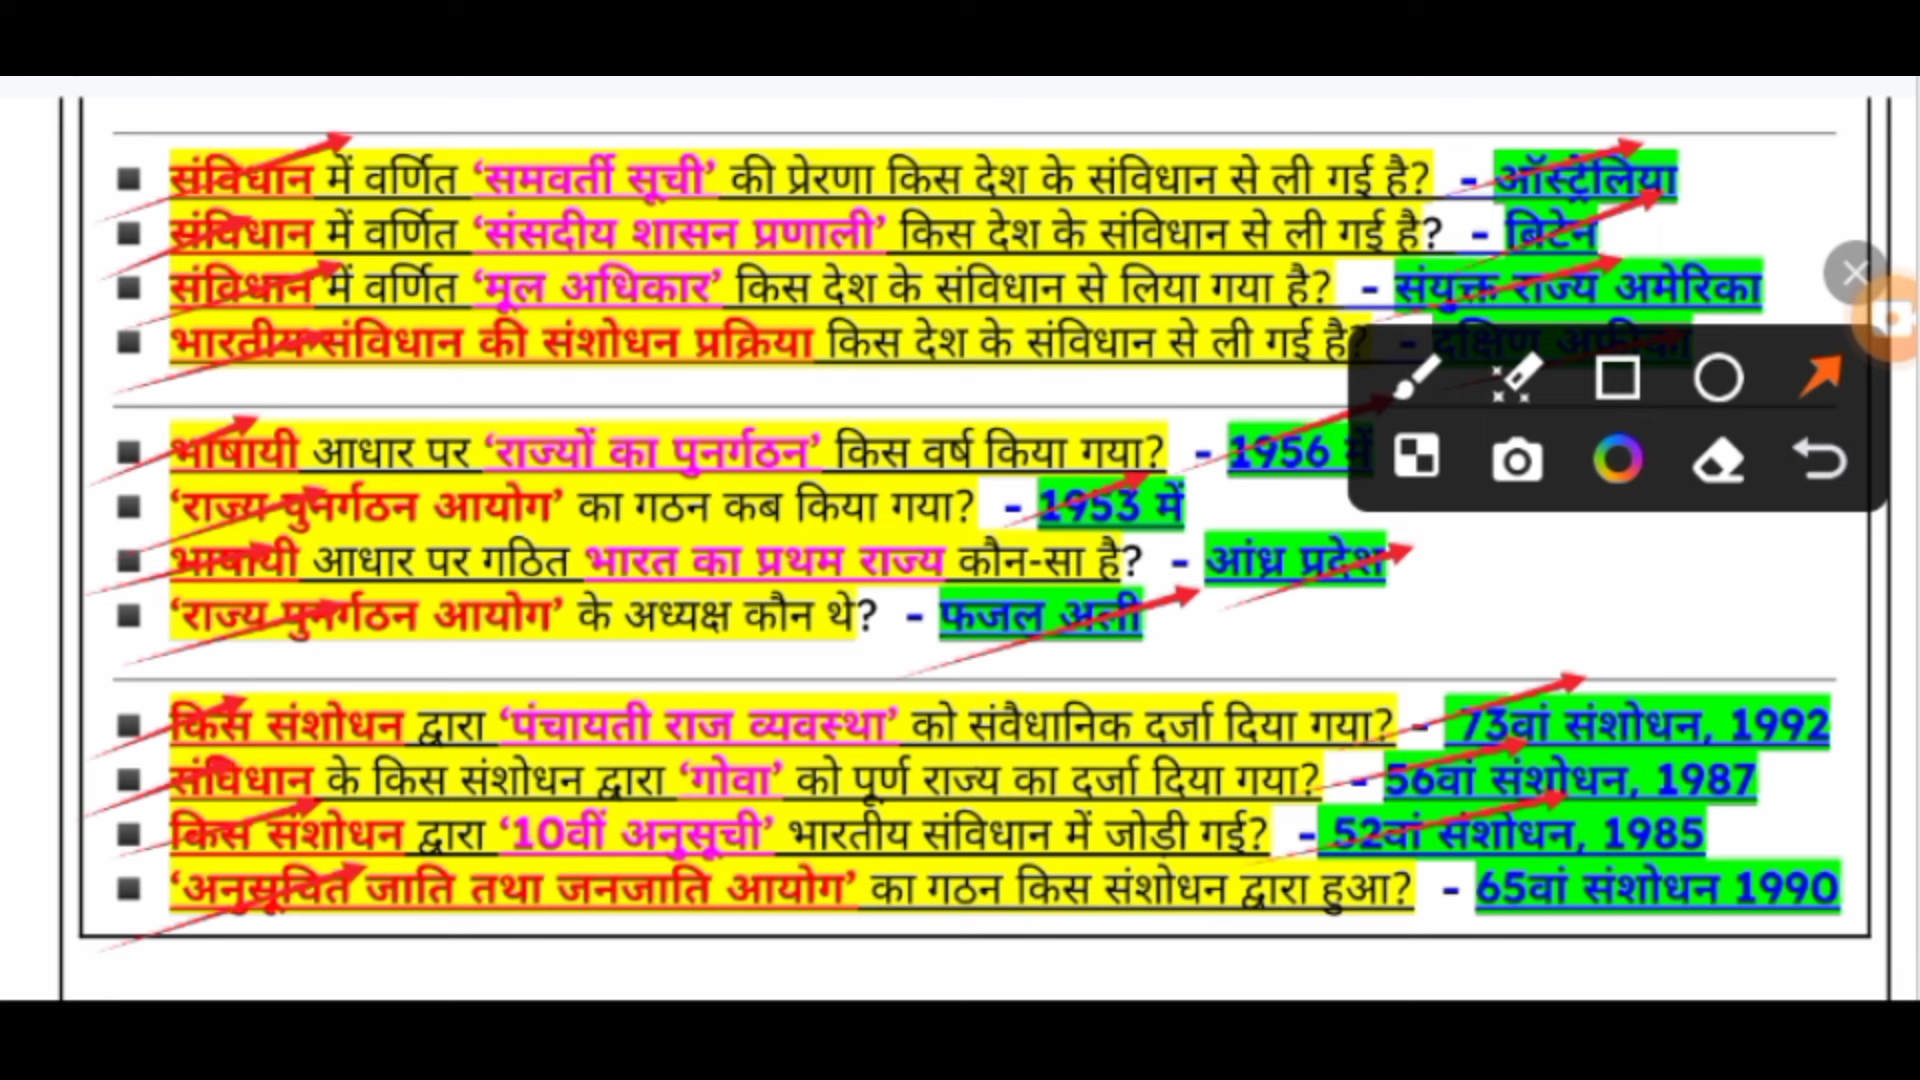 संविधान में वर्णित ‘समवर्ती सूची’ की प्रेरणा किस देश के संविधान से ली गई है? - ऑस्ट्रेलिया
संविधान में वर्णित ‘संसदीय शासन प्रणाली’ किस देश के संविधान से ली गई है? - ब्रिटेन
संविधान में वर्णित ‘मूल अधिकार’ किस देश के संविधान से लिया गया है? - संयुक्त राज्य अमेरिका
भारतीय संविधान की संशोधन प्रक्रिया किस देश के संविधान से ली गई है? - दक्षिण अफ्रीका
भाषायी आधार पर ‘राज्यों का पुनर्गठन’ किस वर्ष किया गया? - 1956 में
‘राज्य पुनर्गठन आयोग’ का गठन कब किया गया? - 1953 में
भाषायी आधार पर गठित भारत का प्रथम राज्य कौन-सा है? - आंध्र प्रदेश
‘राज्य पुनर्गठन आयोग’ के अध्यक्ष कौन थे? - फजल अली
किस संशोधन द्वारा ‘पंचायती राज व्यवस्था’ को संवैधानिक दर्जा दिया गया? - 73वां संशोधन, 1992
संविधान के किस संशोधन द्वारा ‘गोवा’ को पूर्ण राज्य का दर्जा दिया गया? - 56वां संशोधन, 1987
किस संशोधन द्वारा ‘10वीं अनुसूची’ भारतीय संविधान में जोड़ी गई? - 52वां संशोधन, 1985
‘अनुसूचित जाति तथा जनजाति आयोग’ का गठन किस संशोधन द्वारा हुआ? - 65वां संशोधन 1990